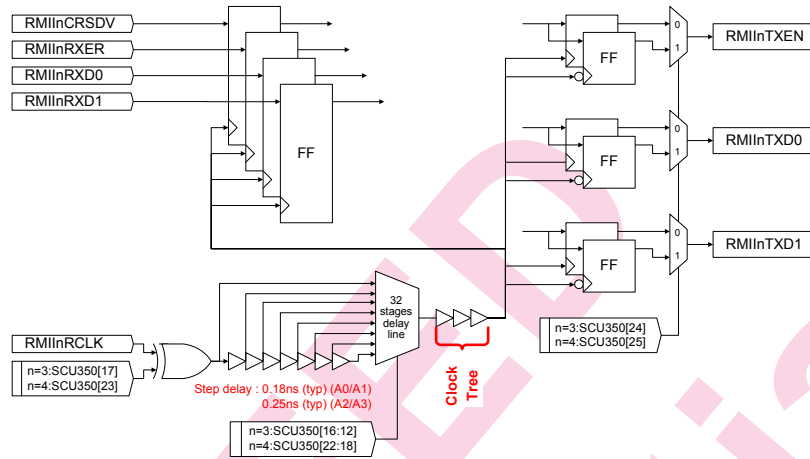 RMIInCRSDV
RMIInRXER
RMIInRXD0
RMIInRXD1
FF
FF
0
1
RMIInTXEN
FF
0
1
RMIInTXD0
FF
0
1
RMIInTXD1
32
stages
delay
line
RMIInRCLK
n=3:SCU350[17]
n=4:SCU350[23]
Step delay : 0.18ns (typ) (A0/A1)
0.25ns (typ) (A2/A3)
n=3:SCU350[16:12]
n=4:SCU350[22:18]
Clock
Tree
n=3:SCU350[24]
n=4:SCU350[25]